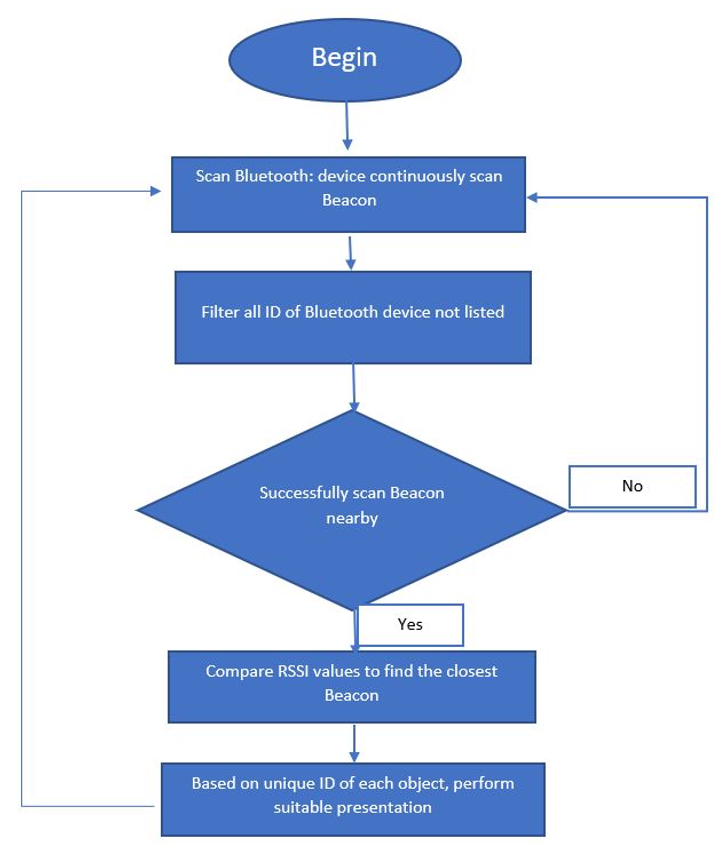 Begin
Scan Bluetooth: device continuously scan
Beacon
Filter all ID of Bluetooth device not listed
Successfully scan Beacon
nearby
No
Yes
Compare RSSI values to find the closest
Beacon
Based on unique ID of each object, perform
suitable presentation